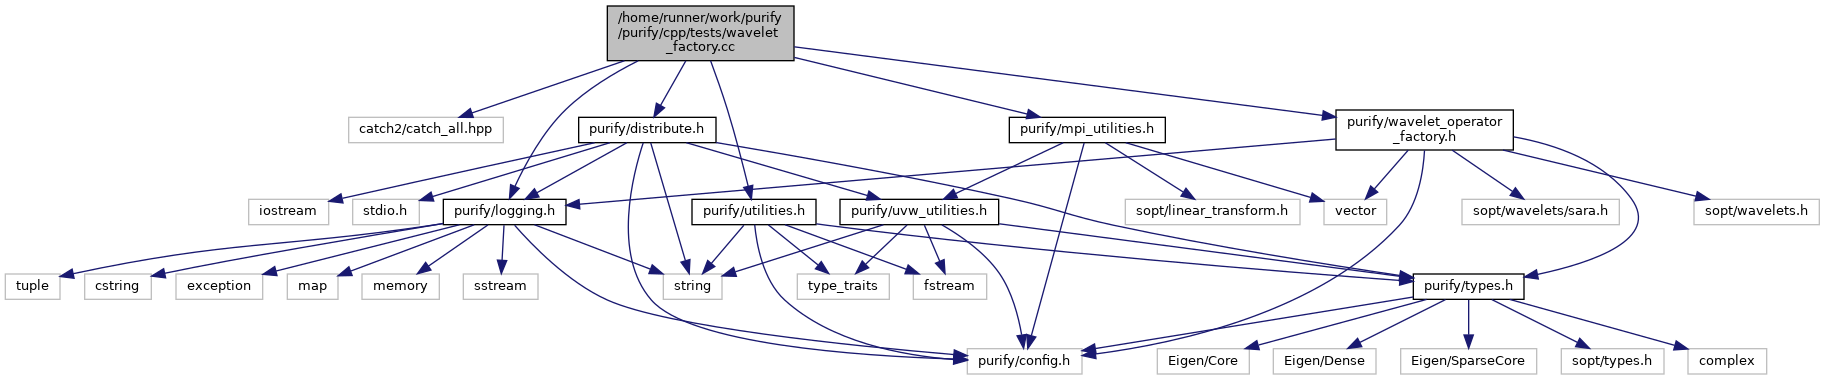 /home/runner/work/purify
/purify/cpp/tests/wavelet
_factory.cc
catch2/catch_all.hpp
purify/distribute.h
purify/mpi_utilities.h
purify/wavelet_operator
_factory.h
iostream
stdio.h
purify/logging.h
purify/utilities.h
purify/uvw_utilities.h
sopt/linear_transform.h
vector
sopt/wavelets/sara.h
sopt/wavelets.h
tuple
cstring
exception
map
memory
sstream
string
type_traits
fstream
purify/types.h
purify/config.h
Eigen/Core
Eigen/Dense
Eigen/SparseCore
sopt/types.h
complex